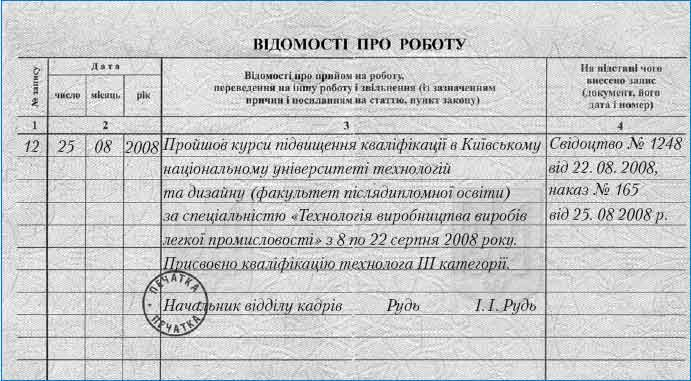 ВІДОМОСТІ ПРО РОБОТУ
№ запису
Дата
число місяць рік
Відомості про прийом на роботу,
переведення на іншу роботу і звільнення (із зазначенням
причин і посиланням на статтю, пункт закону)
На підставі чого
внесено запис
(документ, його
дата і номер)
1 2 3 4
12 25 08 2008 Пройшов курси підвищення кваліфікації в Київському Свідоцтво № 1248
національному університеті технологій від 22. 08. 2008,
та дизайну (факультет післядипломної освіти) наказ № 165
за спеціальністю «Технологія виробництва виробів від 25. 08 2008 р.
легкої промисловості» з 8 по 22 серпня 2008 року.
Присвоєно кваліфікацію технолога III категорії.
ПЕЧАТКА
Начальник відділу кадрів Рудь І. І. Рудь
ПЕЧАТКА